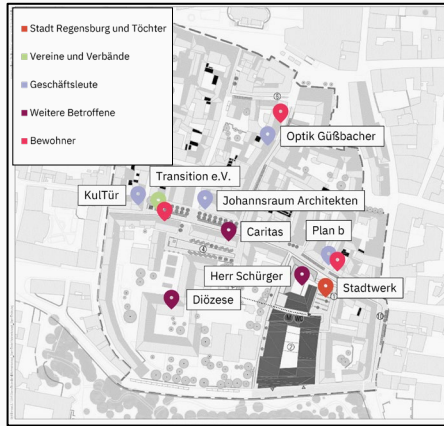 Stadt Regensburg und Töchter
Vereine und Verbände
Geschäftsleute
Weitere Betroffene
Bewohner
Optik Güßbacher
Transition e.V.
KulTür
Johannsraum Architekten
Caritas
Plan b
Herr Schürger
Stadtwerk
Diözese